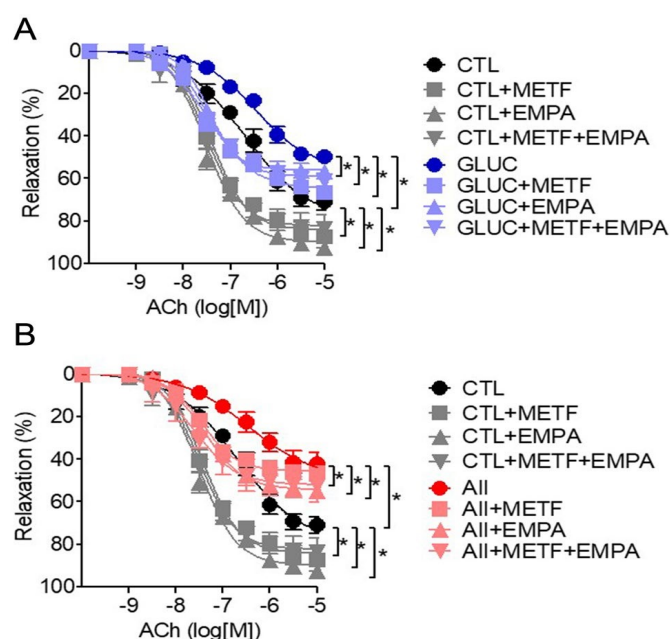 A
0
20
40
60
80
100
Relaxation (%)
-9 -8 -7 -6 -5
ACh (log[M])
* * * *
* * *
CTL
CTL+METF
CTL+EMPA
CTL+METF+EMPA
GLUC
GLUC+METF
GLUC+EMPA
GLUC+METF+EMPA
B
0
20
40
60
80
100
Relaxation (%)
-9 -8 -7 -6 -5
ACh (log[M])
* * * *
* * *
CTL
CTL+METF
CTL+EMPA
CTL+METF+EMPA
AII
AII+METF
AII+EMPA
AII+METF+EMPA